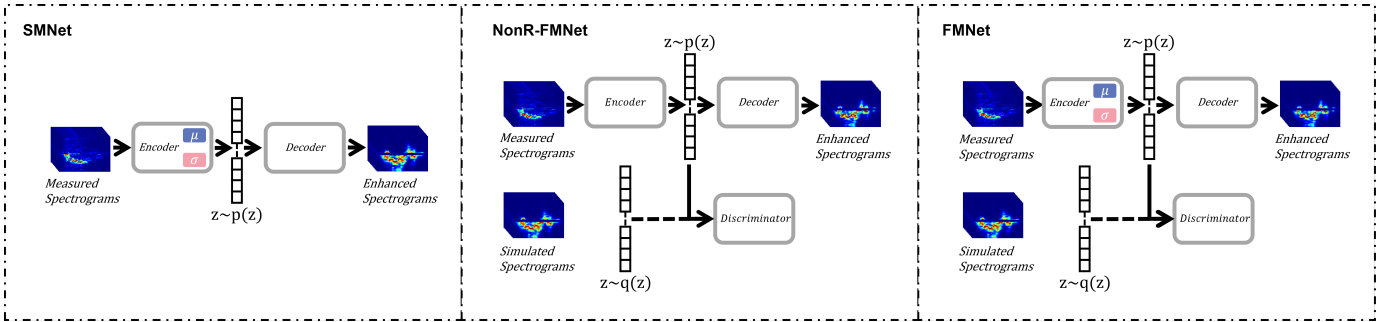 SMNet
Encoder
μ
σ
Decoder
Measured
Spectrograms
z~p(z)
Enhanced
Spectrograms
NonR-FMNet
z~p(z)
Encoder
Decoder
Measured
Spectrograms
Enhanced
Spectrograms
Discriminator
Simulated
Spectrograms
z~q(z)
FMNet
z~p(z)
Encoder
μ
σ
Decoder
Measured
Spectrograms
Enhanced
Spectrograms
Discriminator
Simulated
Spectrograms
z~q(z)